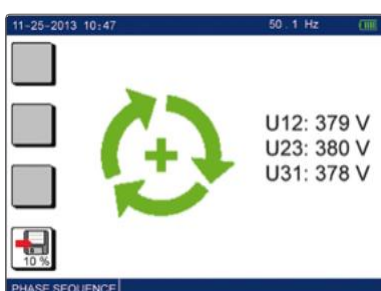 11-25-2013 10:47 50.1 Hz
U12: 379 V
U23: 380 V
U31: 378 V
10 %
PHASE SEQUENCE